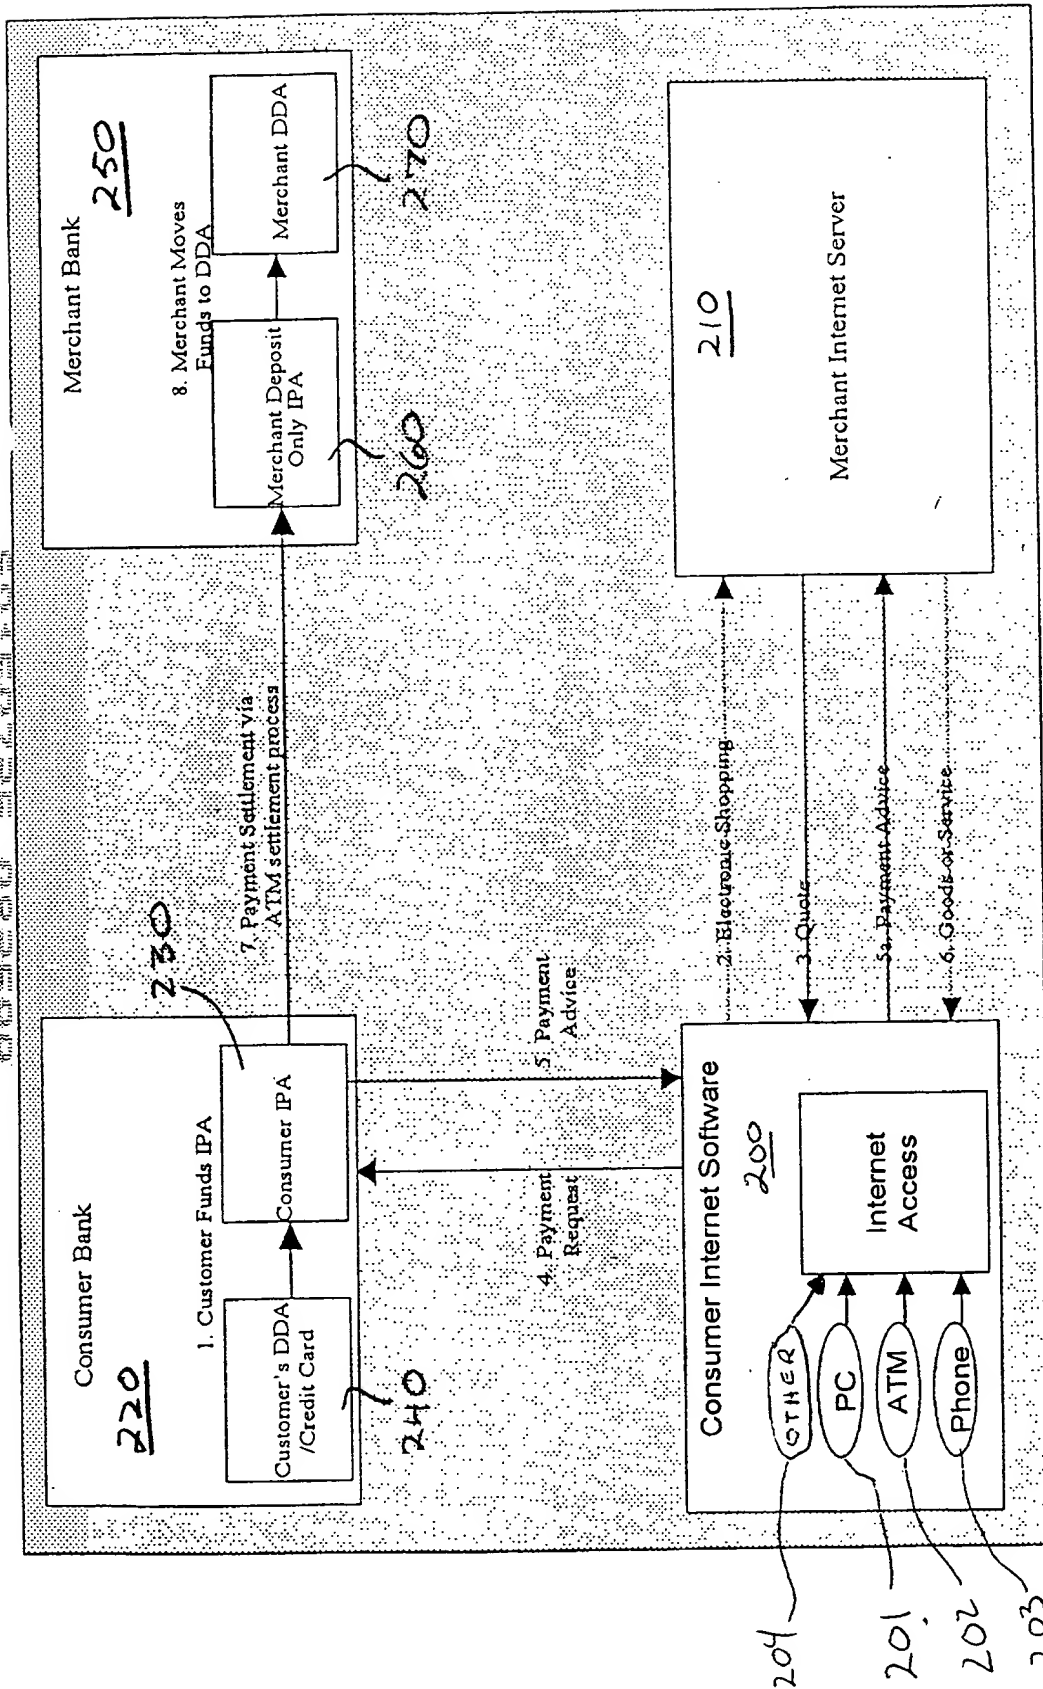 Consumer Bank
220
1. Customer Funds IPA
Customer's DDA
/Credit Card
240
Consumer IPA
230
7. Payment Settlement via
ATM settlement process
Merchant Bank
250
8. Merchant Moves
Funds to DDA
Merchant Deposit
Only IPA
260
Merchant DDA
270
4. Payment
Request
5 Payment
Advice
Consumer Internet Software
200
Internet
Access
OTHER
PC
ATM
Phone
204
201.
202
203
2. Electronic Shopping
3. Quote
5a. Payment Advice
6. Goods or Service
210
Merchant Internet Server